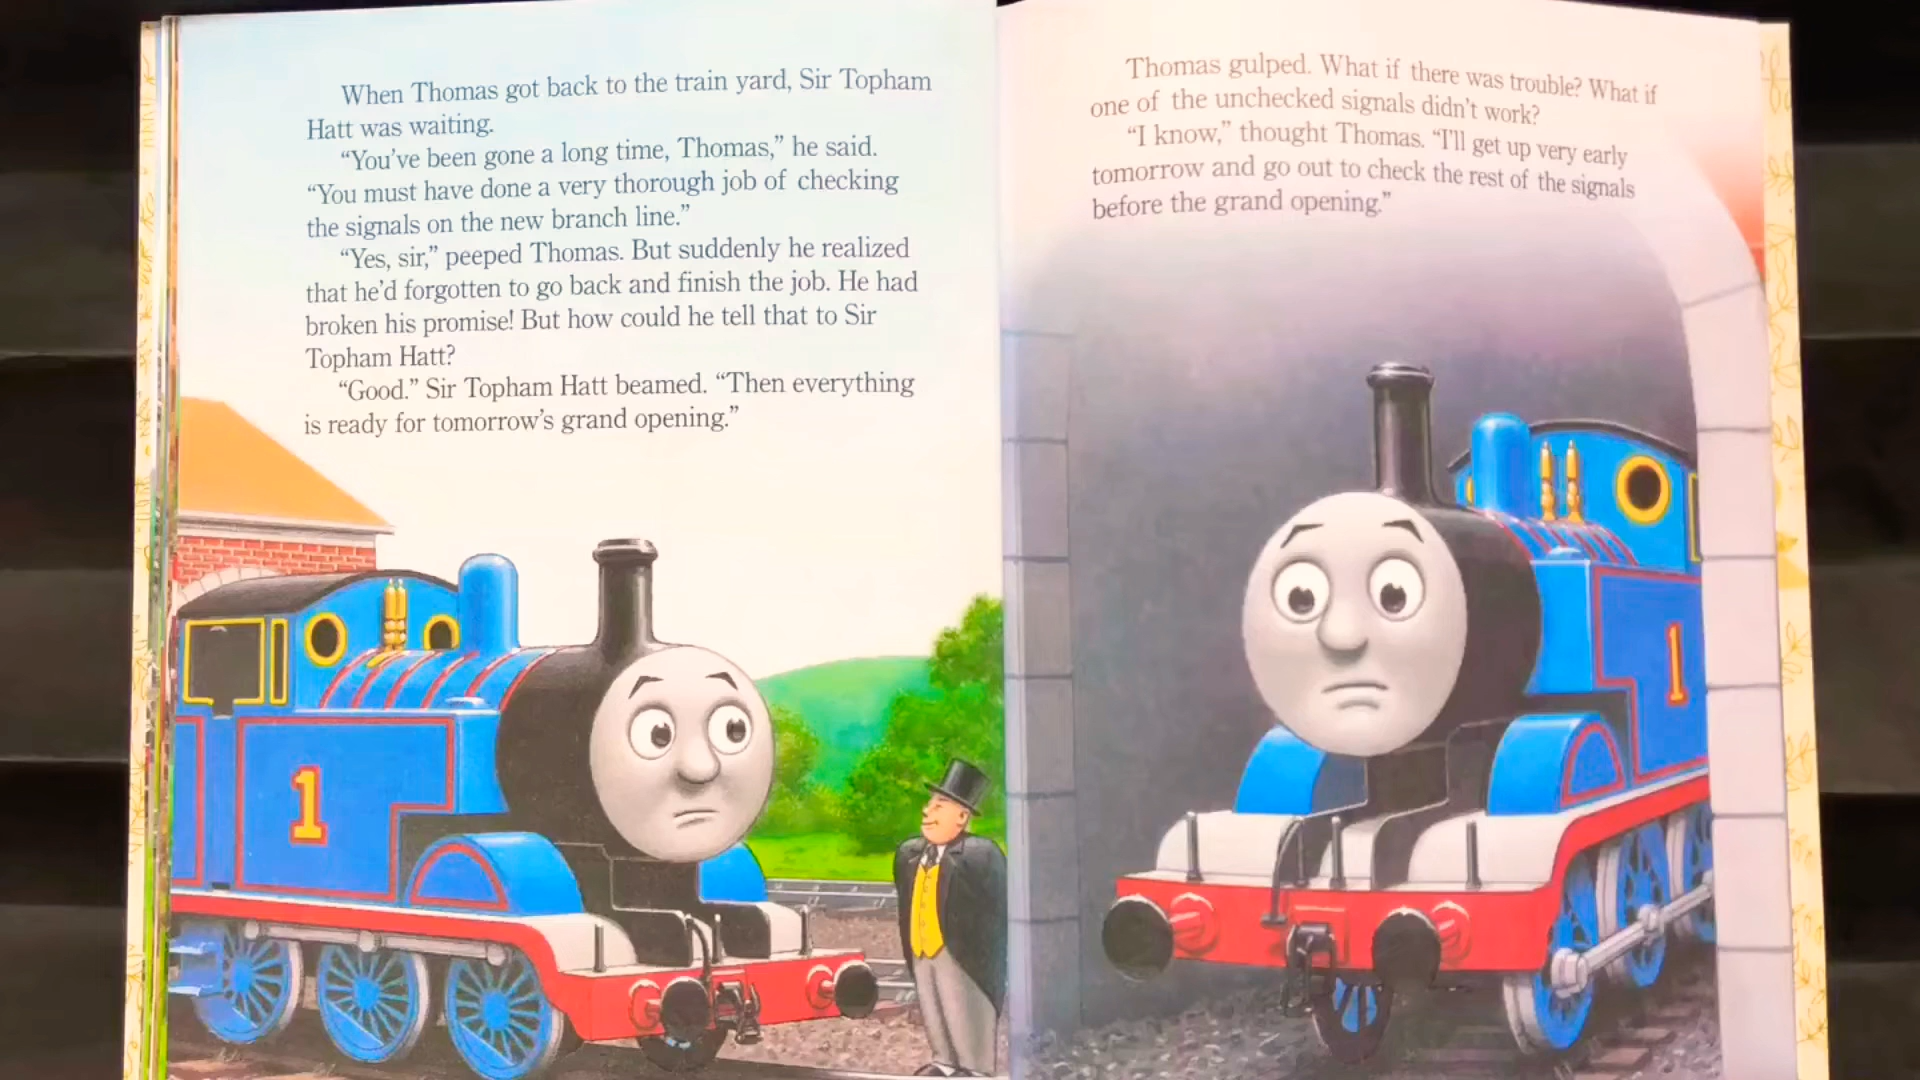 When Thomas got back to the train yard, Sir Topham
Hatt was waiting.
“You’ve been gone a long time, Thomas,” he said.
“You must have done a very thorough job of checking
the signals on the new branch line.”
“Yes, sir,” peeped Thomas. But suddenly he realized
that he’d forgotten to go back and finish the job. He had
broken his promise! But how could he tell that to Sir
Topham Hatt?
“Good.” Sir Topham Hatt beamed. “Then everything
is ready for tomorrow’s grand opening.”
1
Thomas gulped. What if there was trouble? What if
one of the unchecked signals didn’t work?
“I know,” thought Thomas. “I’ll get up very early
tomorrow and go out to check the rest of the signals
before the grand opening.”
1